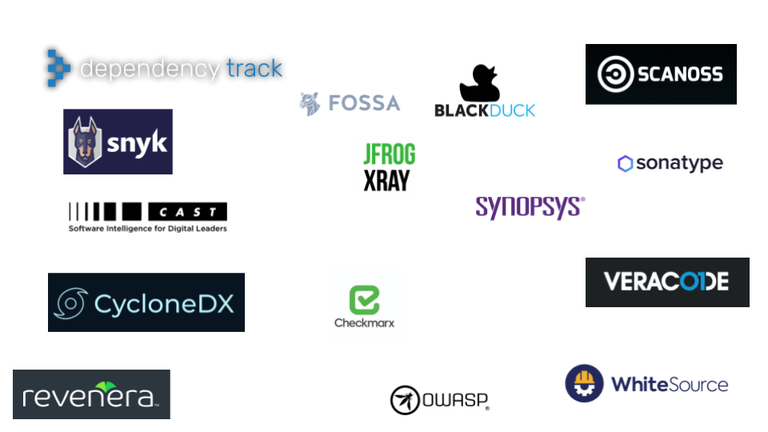 dependency track
FOSSA
BLACKDUCK
SCANOSS
snyk
JFROG
XRAY
sonatype
CAST
Software Intelligence for Digital Leaders
SYNOPSYS®
CycloneDX
Checkmarx
VERACODE
revenera™
OWASP®
WhiteSource